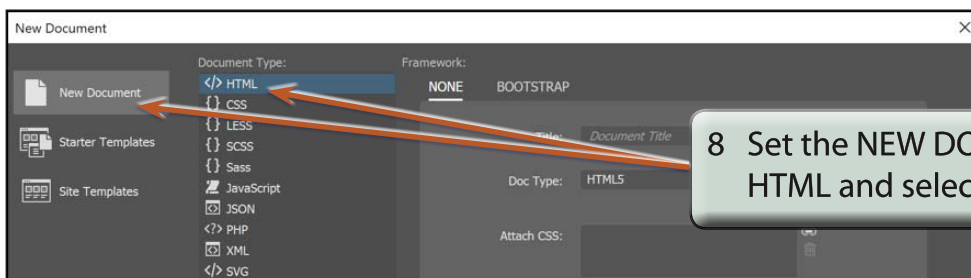 New Document
Document Type:
Framework:
New Document
Starter Templates
Site Templates
</> HTML
{} CSS
{} LESS
{} SCSS
{} Sass
JavaScript
JSON
<?> PHP
XML
</> SVG
NONE BOOTSTRAP
Title: Document Title
Doc Type: HTML5
Attach CSS:
8 Set the NEW DO
HTML and selec